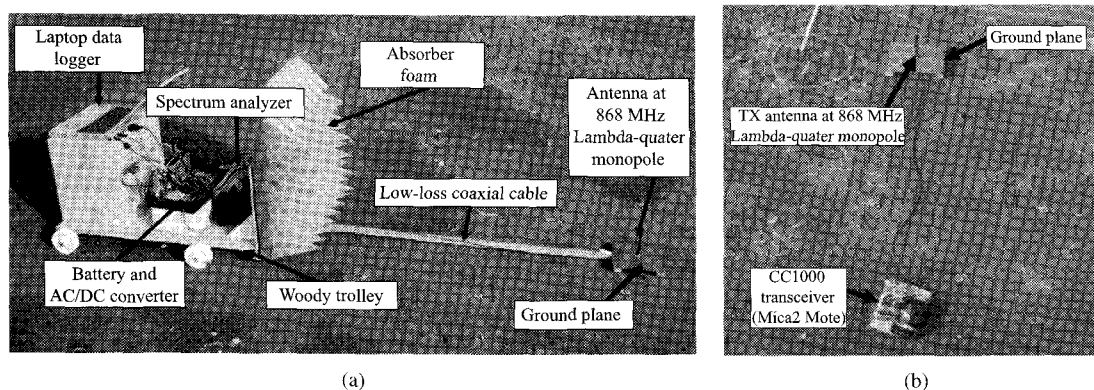 Laptop data
logger
Spectrum analyzer
Absorber
foam
Antenna at
868 MHz
Lambda-quater
monopole
Low-loss coaxial cable
Battery and
AC/DC converter
Woody trolley
Ground plane
(a)
Ground plane
TX antenna at 868 MHz
Lambda-quater monopole
CC1000
transceiver
(Mica2 Mote)
(b)